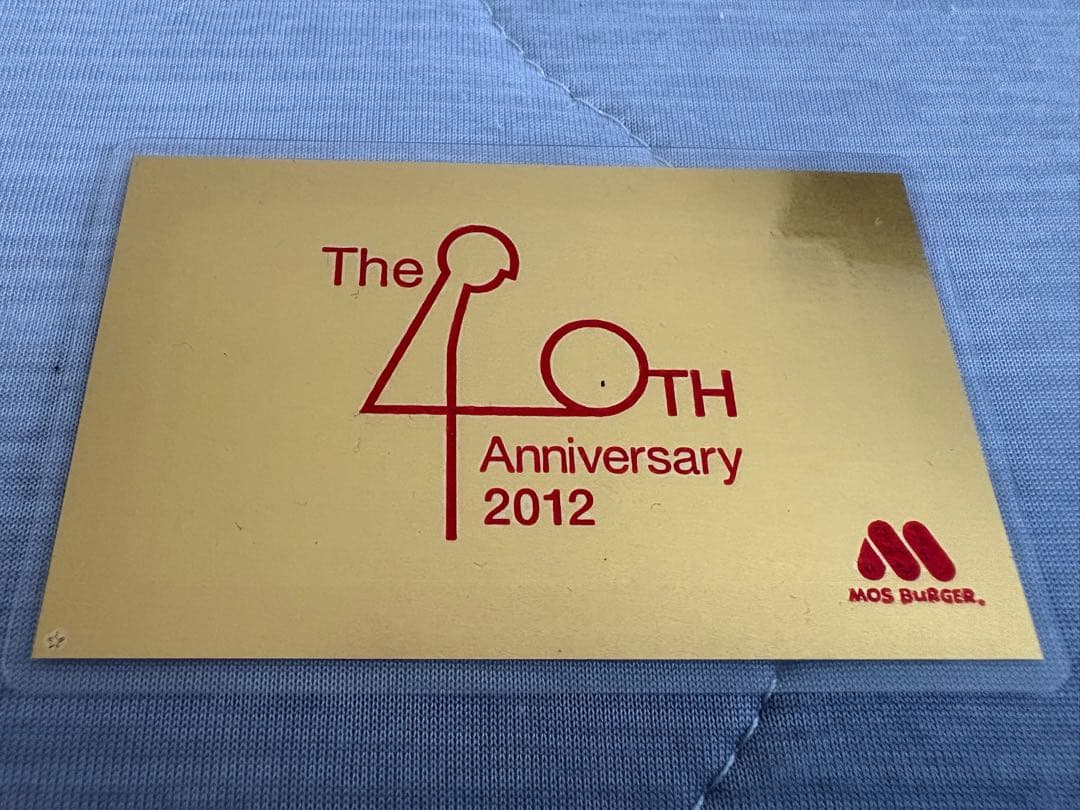 The 40TH
Anniversary
2012
MOS BURGER®